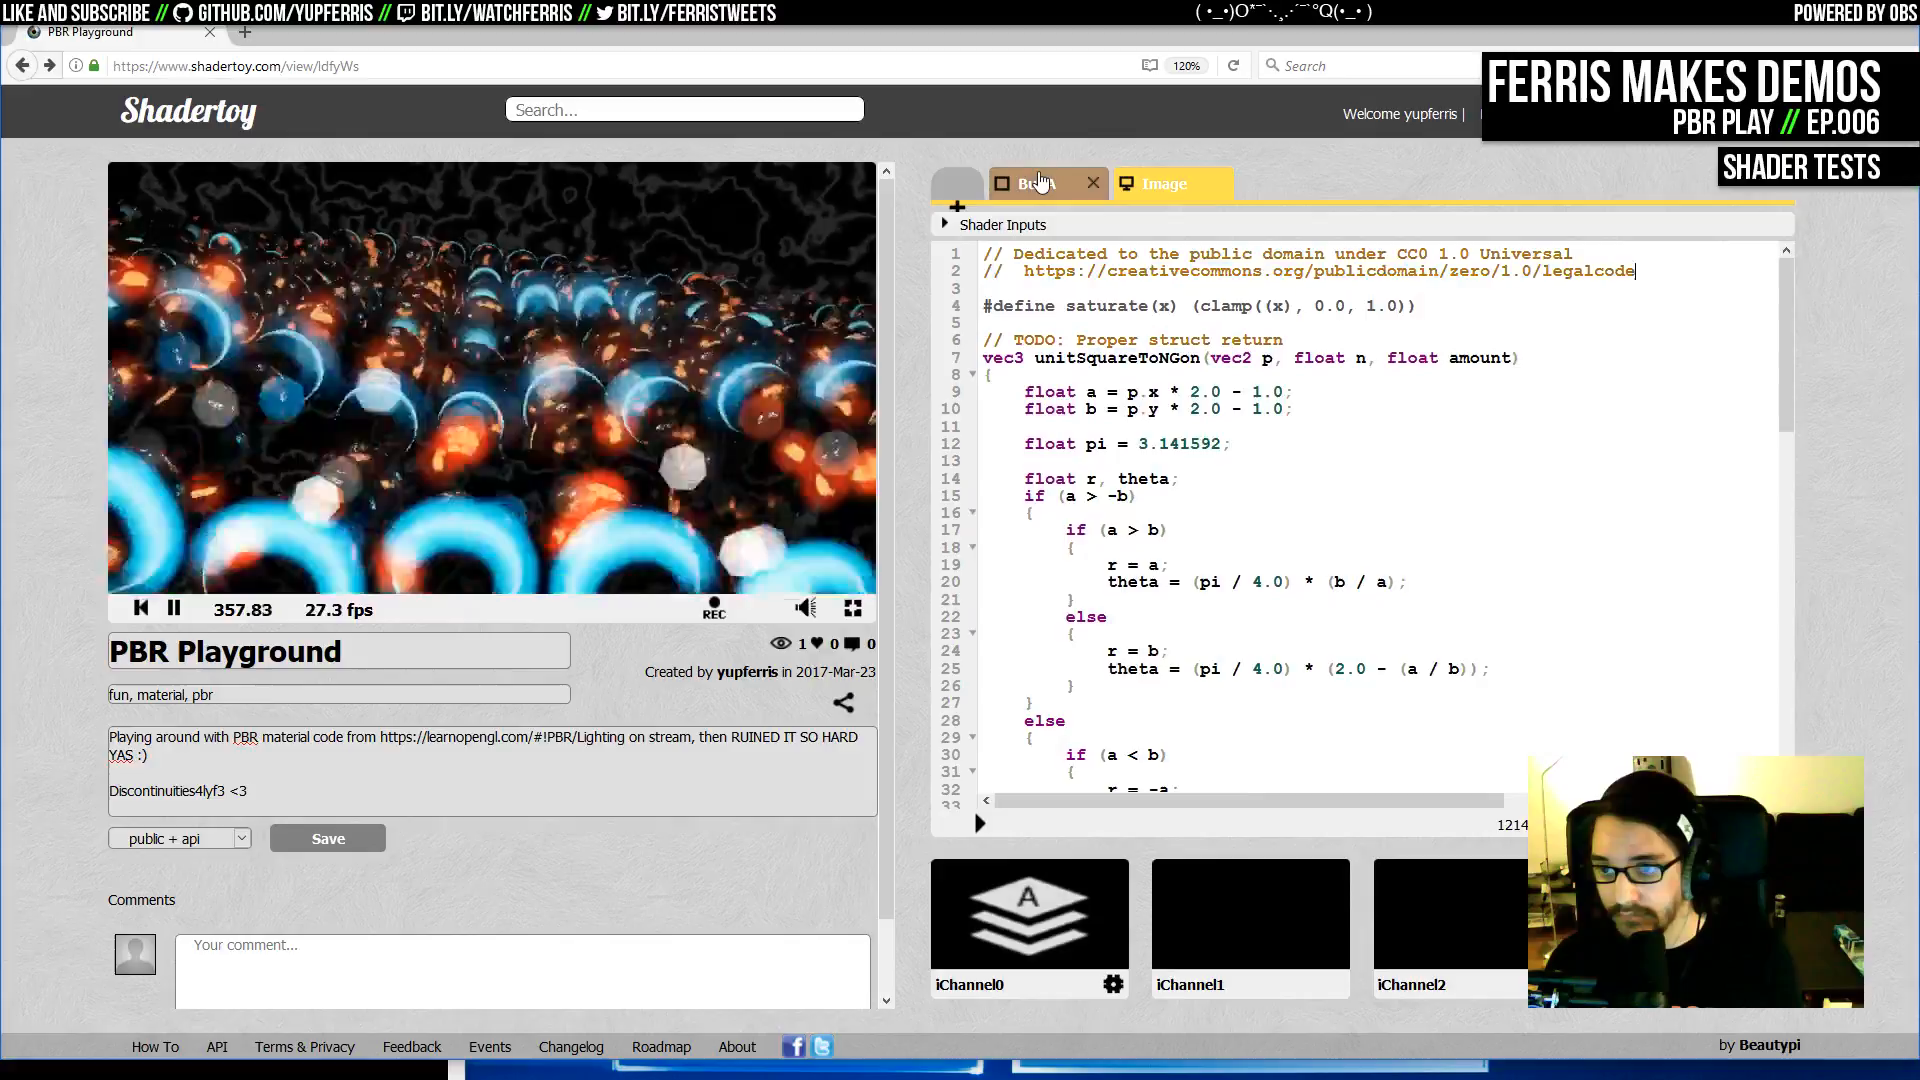 LIKE AND SUBSCRIBE // GITHUB.COM/YUPFERRIS // BIT.LY/WATCHFERRIS // BIT.LY/FERRISTWEETS
POWERED BY OBS
PBR Playground
https://www.shadertoy.com/view/ldfyWs
120%
Search
FERRIS MAKES DEMOS
PBR PLAY // EP.006
SHADER TESTS
Shadertoy
Search...
Welcome yupferris |
Image
Shader Inputs
1 // Dedicated to the public domain under CC0 1.0 Universal
2 // https://creativecommons.org/publicdomain/zero/1.0/legalcode
3
4 #define saturate(x) (clamp((x), 0.0, 1.0))
5
6 // TODO: Proper struct return
7 vec3 unitSquareToNGon(vec2 p, float n, float amount)
8 {
9 float a = p.x * 2.0 - 1.0;
10 float b = p.y * 2.0 - 1.0;
11
12 float pi = 3.141592;
13
14 float r, theta;
15 if (a > -b)
16 {
17 if (a > b)
18 {
19 r = a;
20 theta = (pi / 4.0) * (b / a);
21 }
22 else
23 {
24 r = b;
25 theta = (pi / 4.0) * (2.0 - (a / b));
26 }
27 }
28 else
29 {
30 if (a < b)
31 {
32 r = -a;
33
1214
357.83
27.3 fps
REC
PBR Playground
1 0 0
Created by yupferris in 2017-Mar-23
fun, material, pbr
Playing around with PBR material code from https://learnopengl.com/#!PBR/Lighting on stream, then RUINED IT SO HARD
YAS :)
Discontinuities4lyf3 <3
public + api
Save
Comments
Your comment...
A
iChannel0
iChannel1
iChannel2
How To
API
Terms & Privacy
Feedback
Events
Changelog
Roadmap
About
by Beautypi